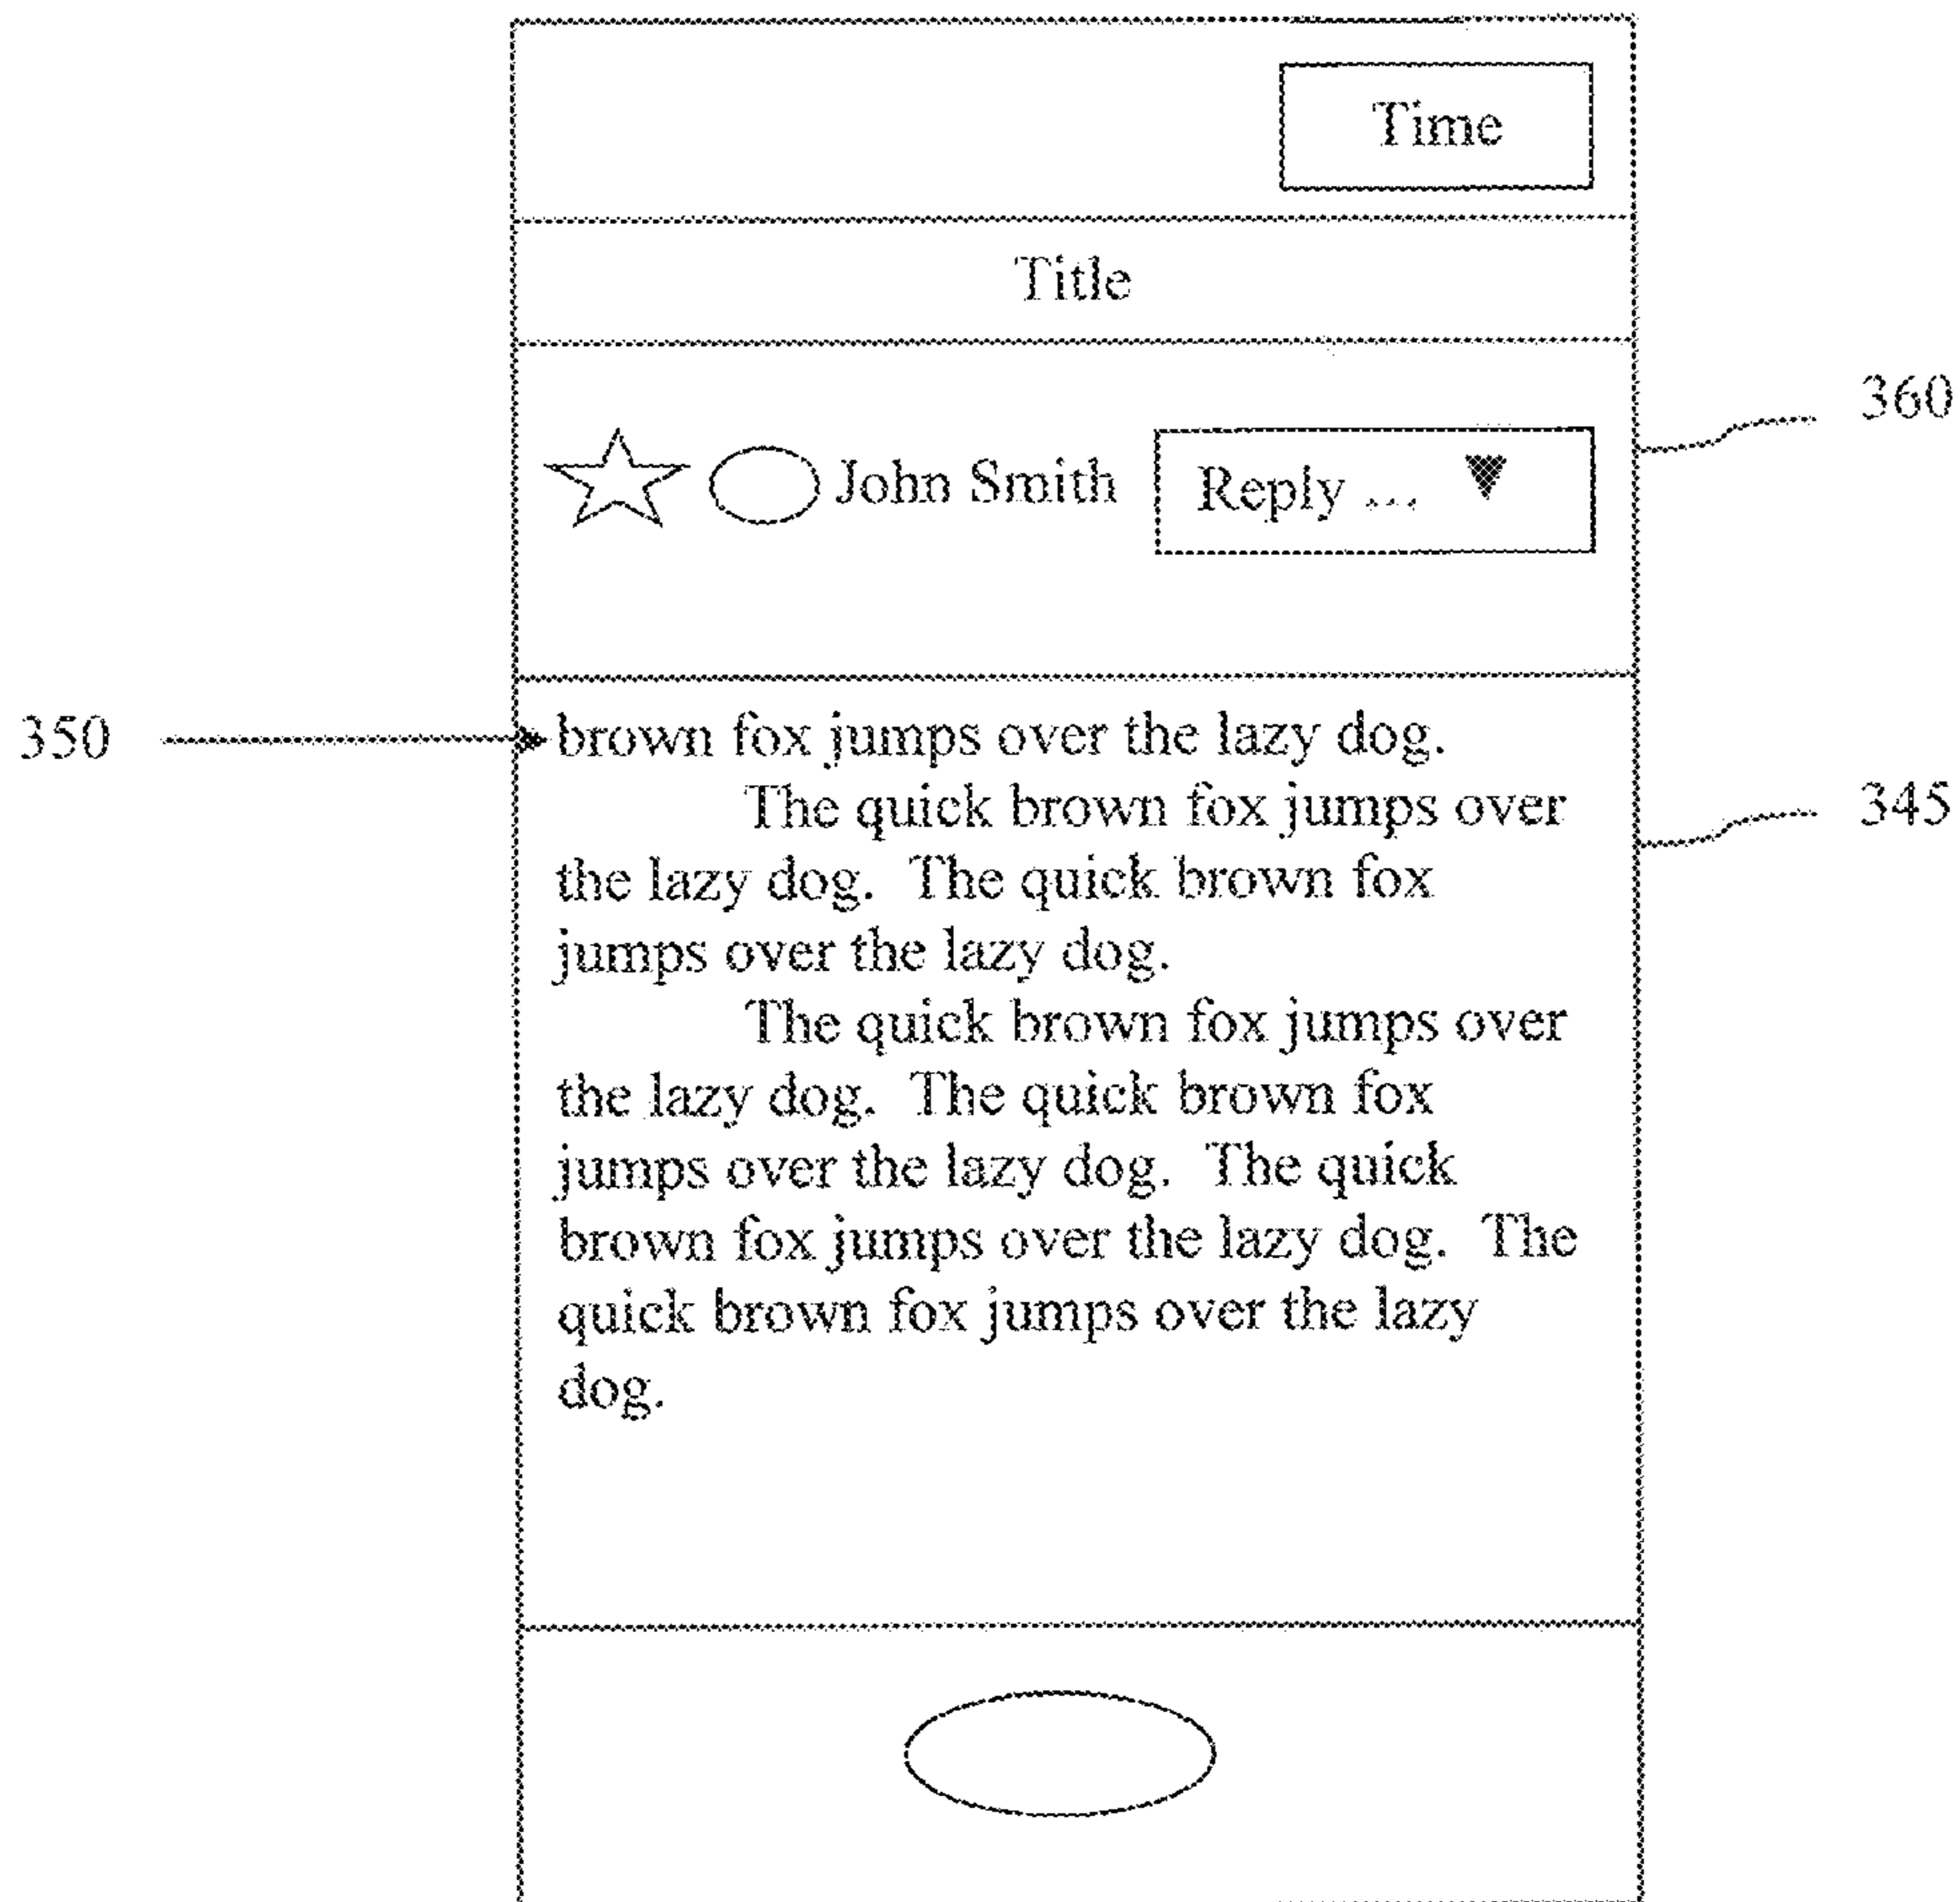 Time
Title
360
John Smith
Reply ...
350
brown fox jumps over the lazy dog.
The quick brown fox jumps over
345
the lazy dog.  The quick brown fox
jumps over the lazy dog.
The quick brown fox jumps over
the lazy dog.  The quick brown fox
jumps over the lazy dog.  The quick
brown fox jumps over the lazy dog.  The
quick brown fox jumps over the lazy
dog.